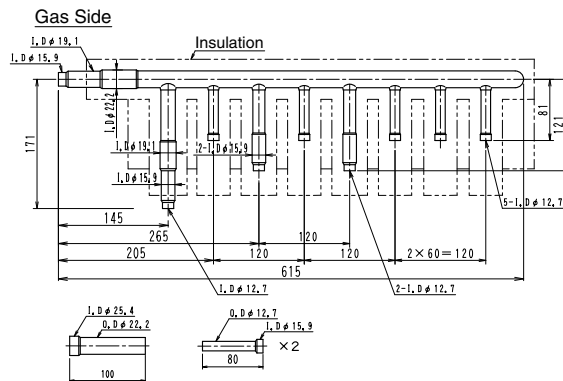 Gas Side
I.Dφ19.1
I.Dφ15.9
Insulation
I.Dφ22.2
81
121
171
I.Dφ19.1
2-I.Dφ15.9
I.Dφ15.9
5-I.Dφ12.7
145
265
120
205
120
120
2×60=120
615
I.Dφ12.7
2-I.Dφ12.7
I.Dφ25.4
O.Dφ22.2
100
O.Dφ12.7
I.Dφ15.9
×2
80